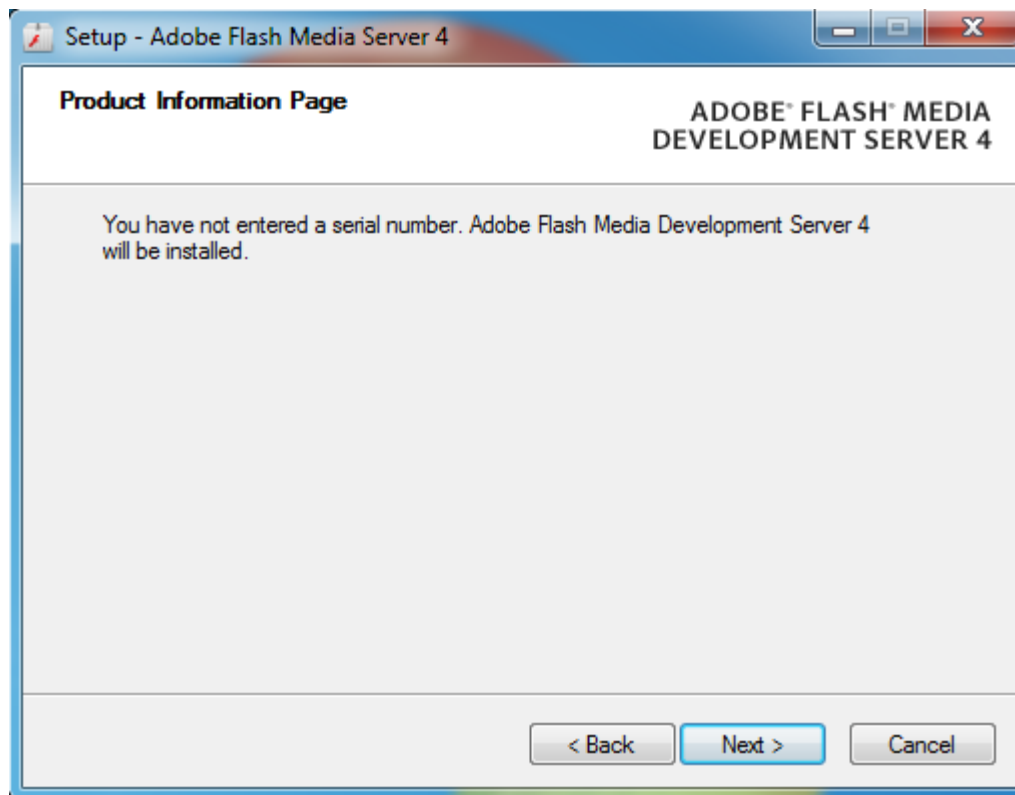 Setup - Adobe Flash Media Server 4
Product Information Page
ADOBE® FLASH® MEDIA
DEVELOPMENT SERVER 4
You have not entered a serial number. Adobe Flash Media Development Server 4
will be installed.
< Back
Next >
Cancel